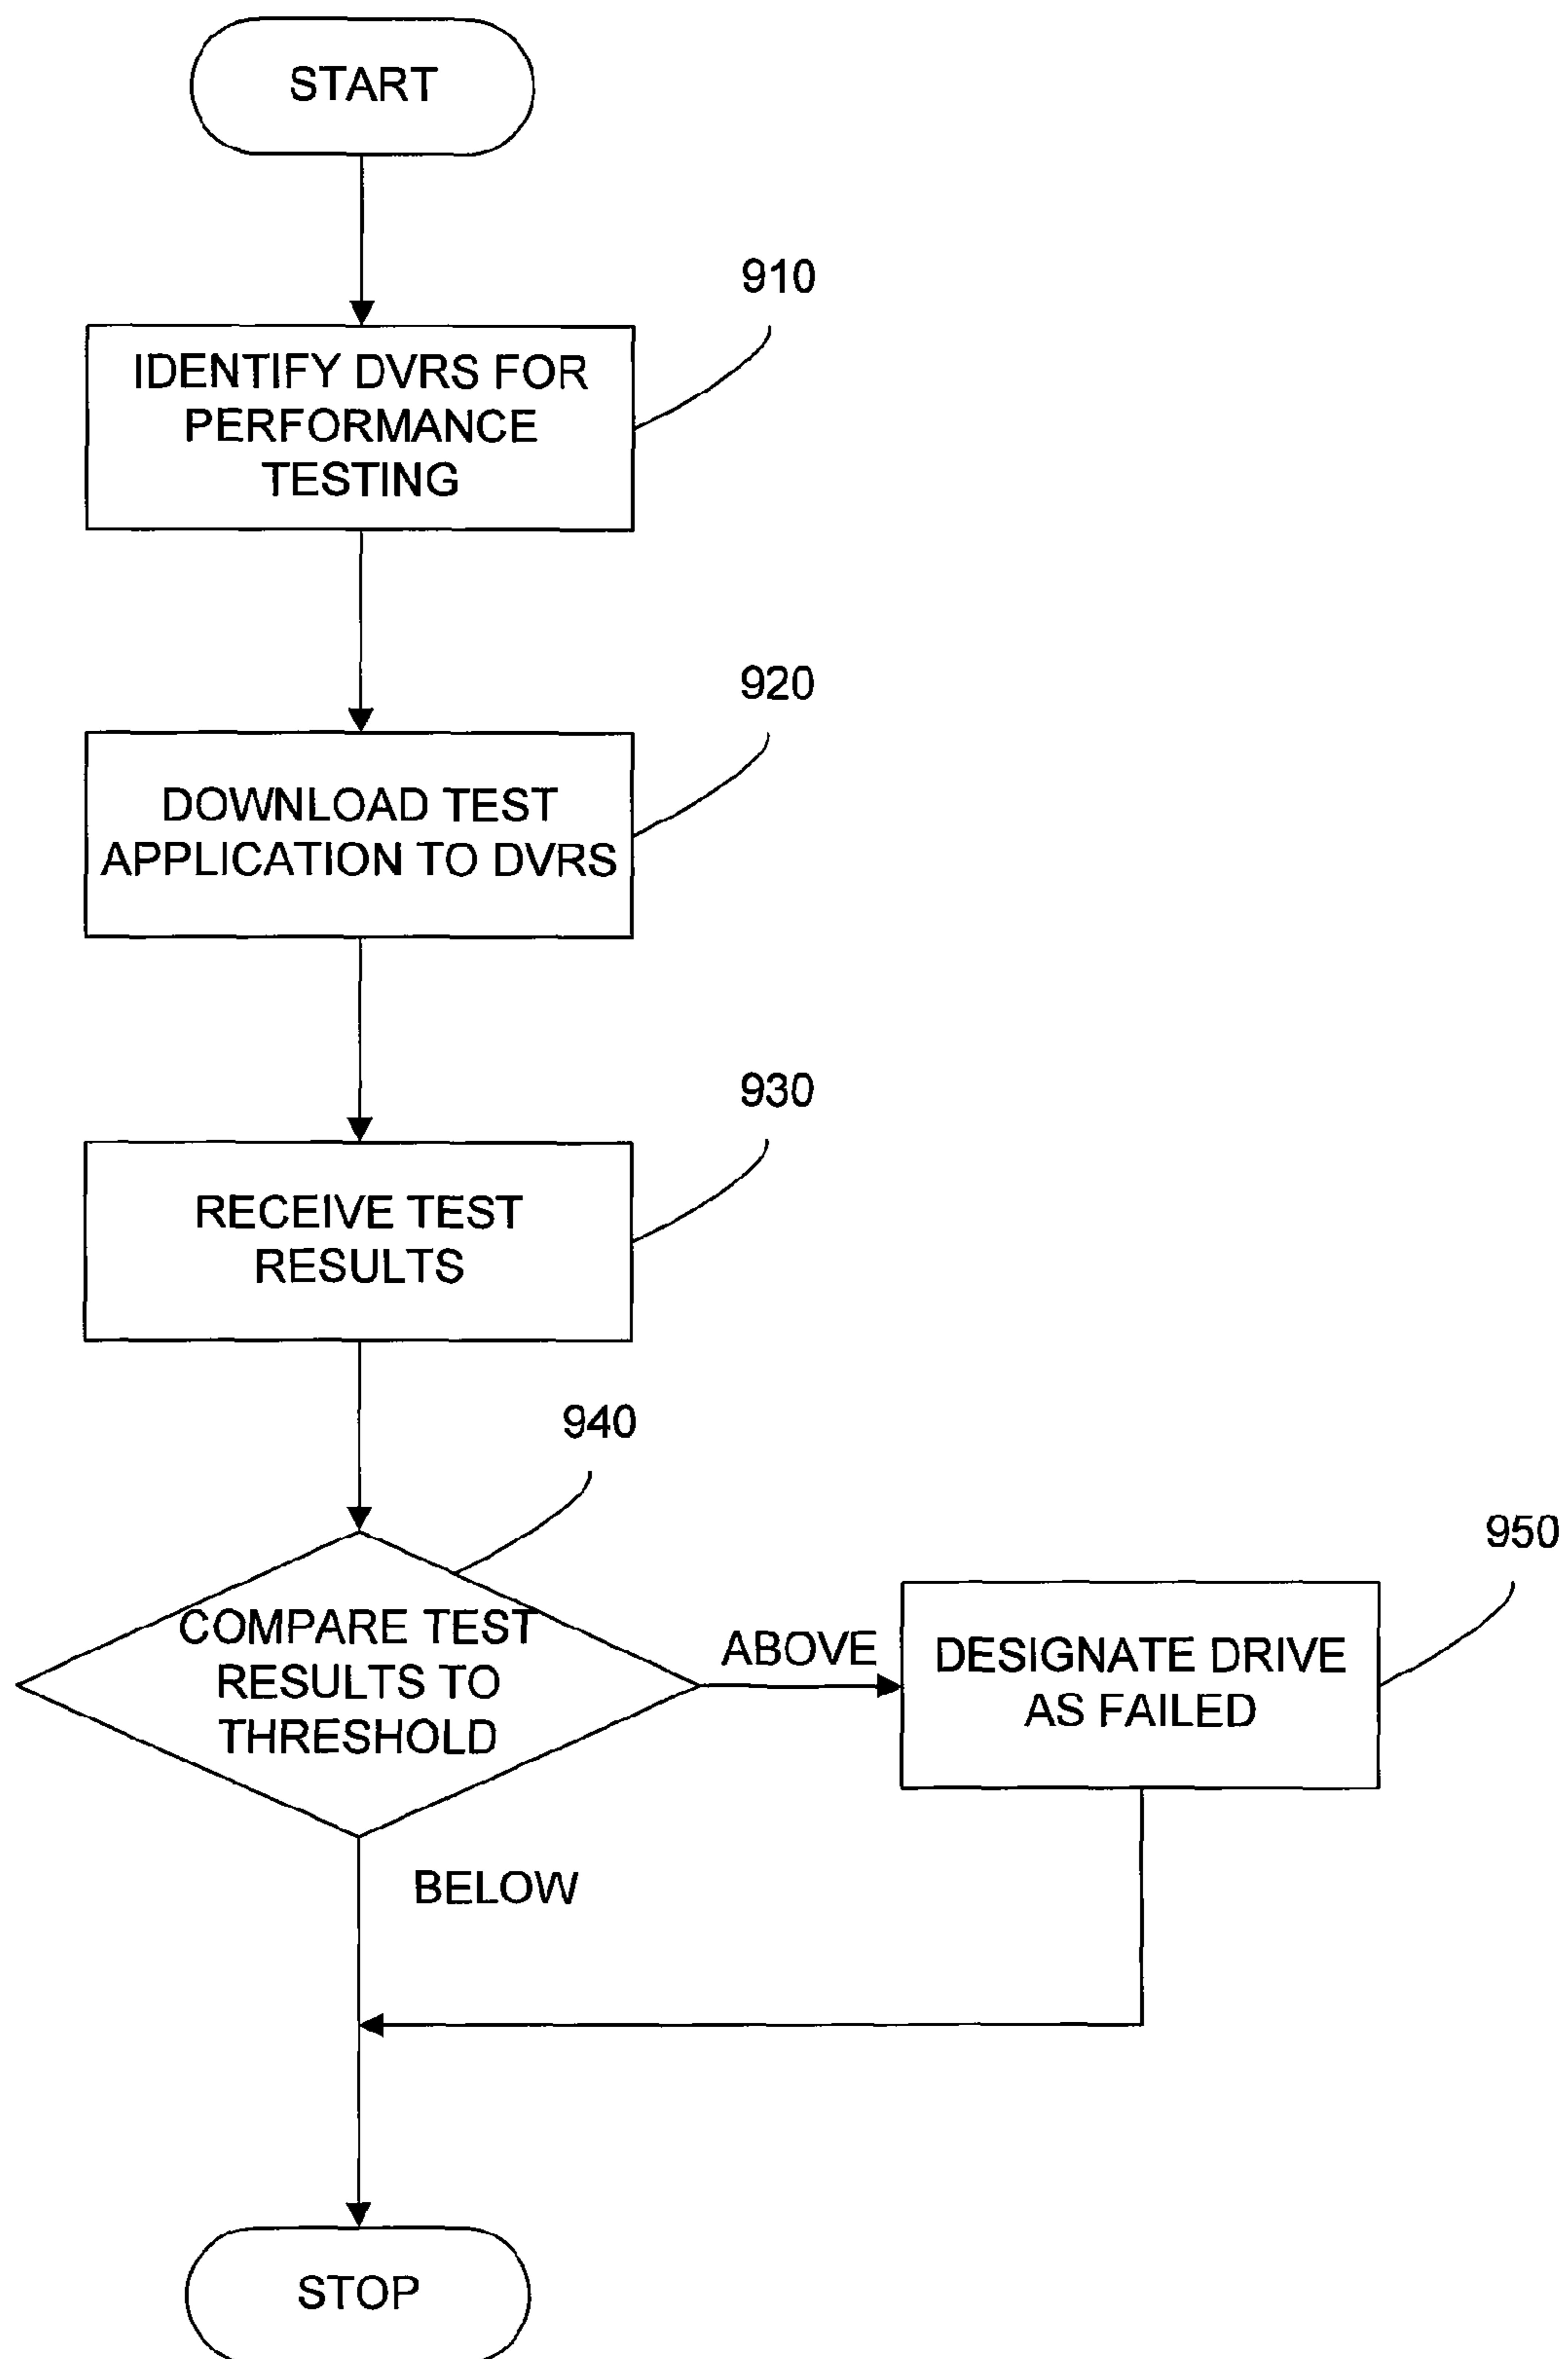 START
910
IDENTIFY DVRS FOR
PERFORMANCE
TESTING
920
DOWNLOAD TEST
APPLICATION TO DVRS
930
RECEIVE TEST
RESULTS
940
COMPARE TEST
RESULTS TO
THRESHOLD
ABOVE
950
DESIGNATE DRIVE
AS FAILED
BELOW
STOP